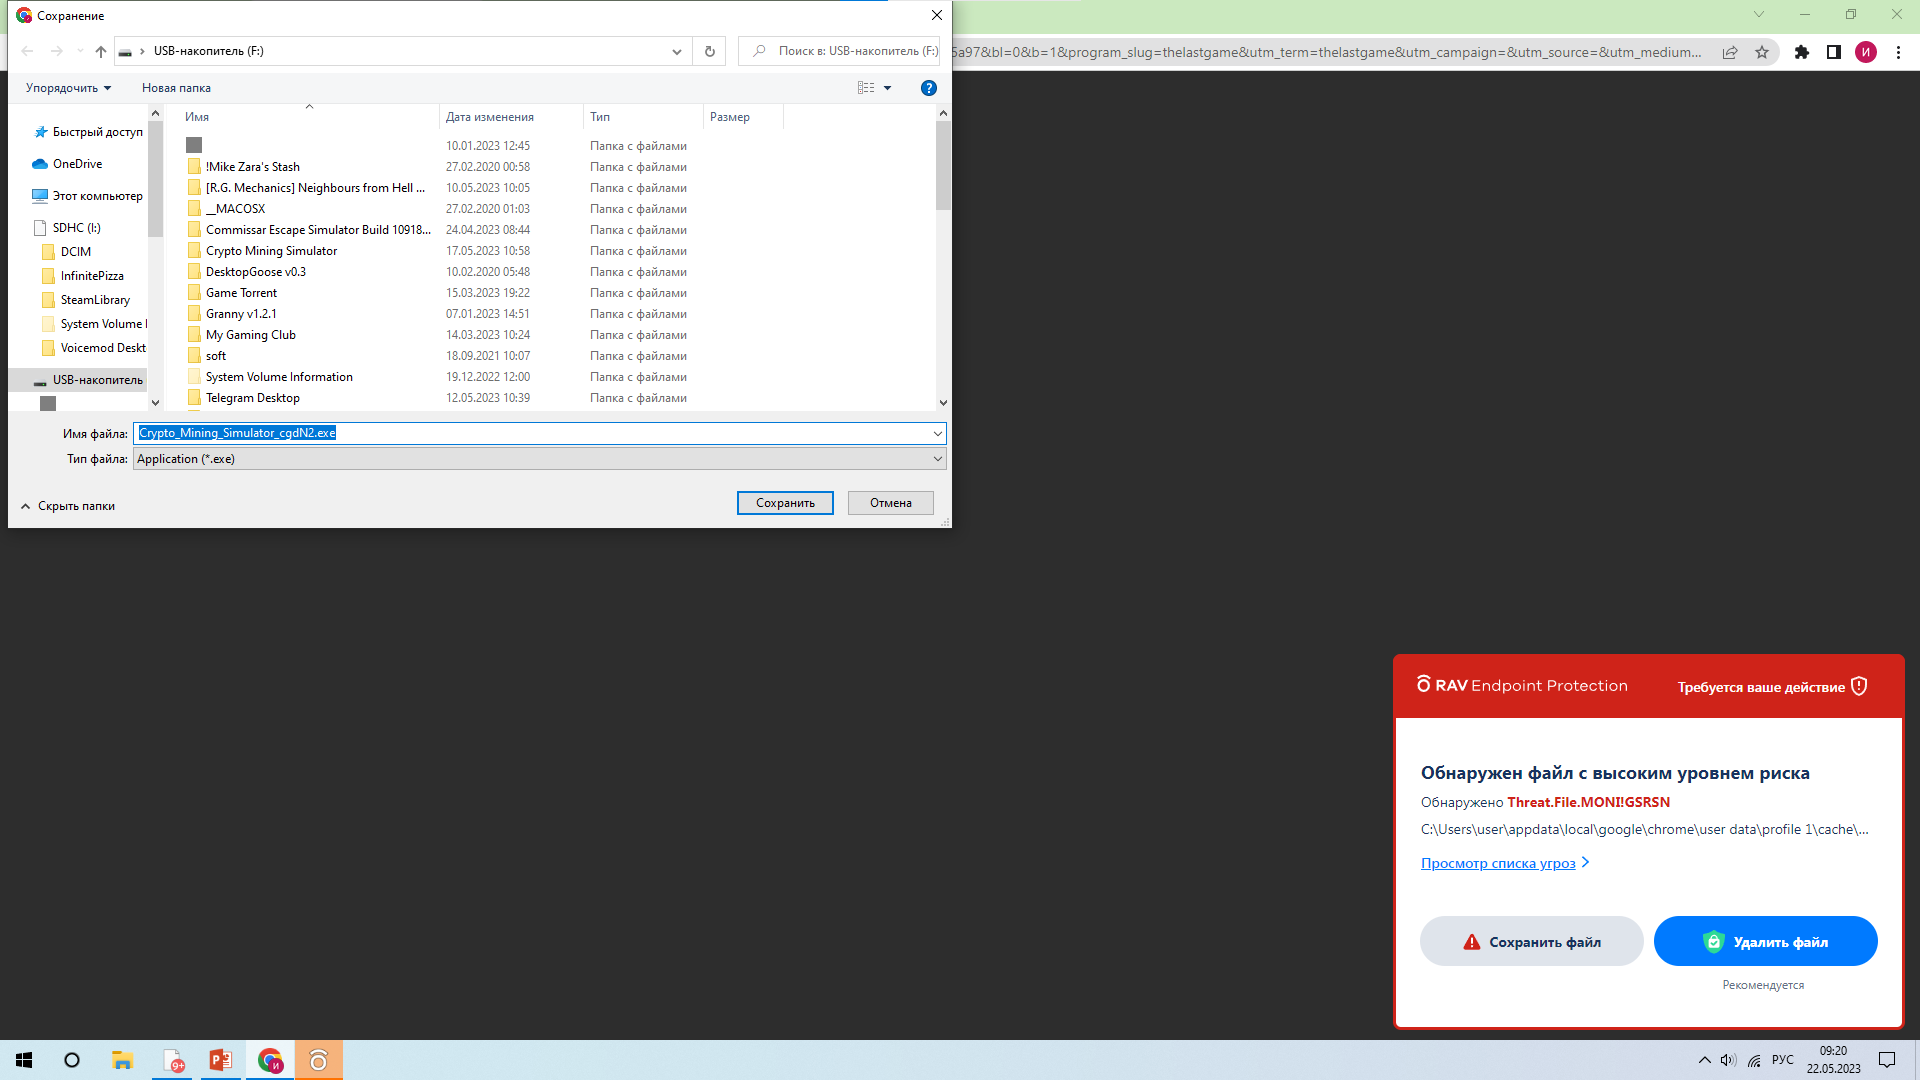 Сохранение
USB-накопитель (F:)
Поиск в: USB-накопитель (F:)
5a97&bl=0&b=1&program_slug=thelastgame&utm_term=thelastgame&utm_campaign=&utm_source=&utm_medium...
И
Упорядочить
Новая папка
?
Имя
Дата изменения
Тип
Размер
Быстрый доступ
OneDrive
Этот компьютер
SDHC (I:)
DCIM
InfinitePizza
SteamLibrary
System Volume I
Voicemod Deskt
USB-накопитель
10.01.2023 12:45 Папка с файлами
!Mike Zara's Stash 27.02.2020 00:58 Папка с файлами
[R.G. Mechanics] Neighbours from Hell ... 10.05.2023 10:05 Папка с файлами
__MACOSX 27.02.2020 01:03 Папка с файлами
Commissar Escape Simulator Build 10918... 24.04.2023 08:44 Папка с файлами
Crypto Mining Simulator 17.05.2023 10:58 Папка с файлами
DesktopGoose v0.3 10.02.2020 05:48 Папка с файлами
Game Torrent 15.03.2023 19:22 Папка с файлами
Granny v1.2.1 07.01.2023 14:51 Папка с файлами
My Gaming Club 14.03.2023 10:24 Папка с файлами
soft 18.09.2021 10:07 Папка с файлами
System Volume Information 19.12.2022 12:00 Папка с файлами
Telegram Desktop 12.05.2023 10:39 Папка с файлами
Имя файла: Crypto_Mining_Simulator_cgdN2.exe
Тип файла: Application (*.exe)
Скрыть папки
Сохранить
Отмена
RAV Endpoint Protection
Требуется ваше действие
Обнаружен файл с высоким уровнем риска
Обнаружено Threat.File.MONI!GSRSN
C:\Users\user\appdata\local\google\chrome\user data\profile 1\cache\...
Просмотр списка угроз
Сохранить файл
Удалить файл
Рекомендуется
9+
P
И
РУС
09:20
22.05.2023